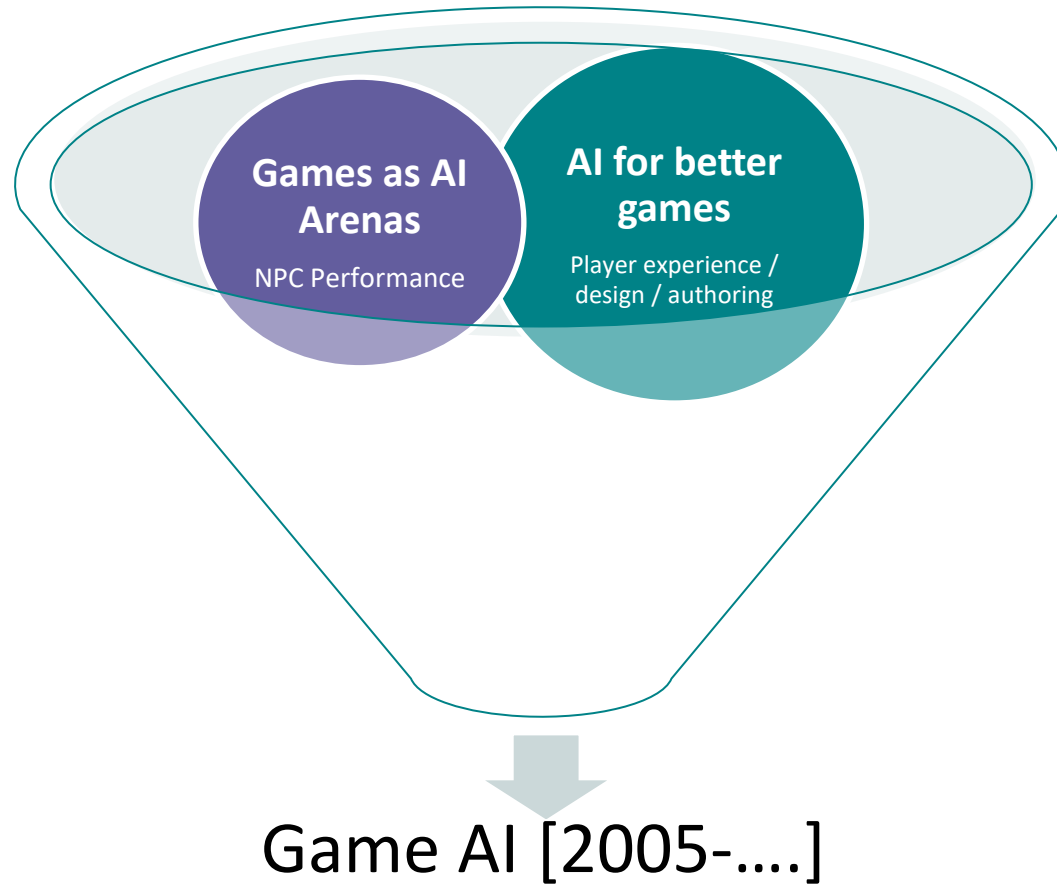 Games as AI
Arenas
NPC Performance
AI for better
games
Player experience /
design / authoring
Game AI [2005-....]